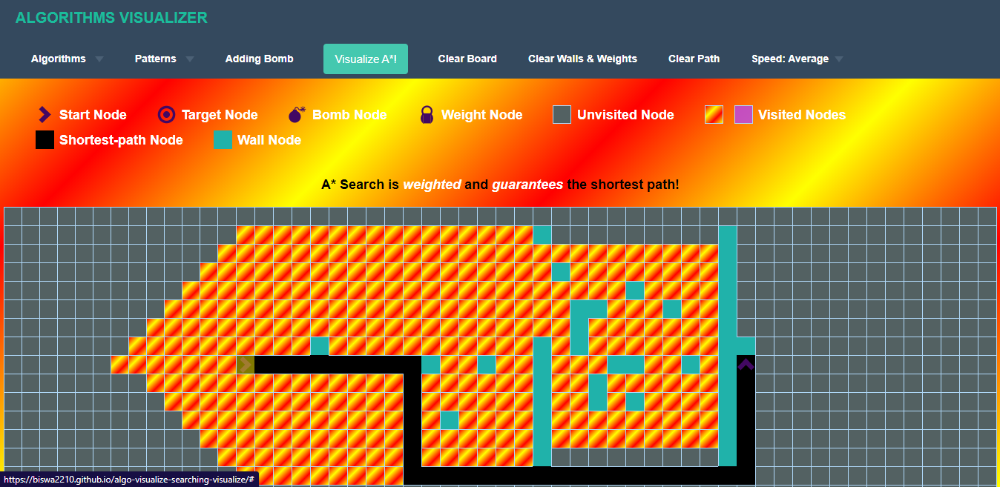 ALGORITHMS VISUALIZER
Algorithms Patterns Adding Bomb Visualize A*! Clear Board Clear Walls & Weights Clear Path Speed: Average
Start Node Target Node Bomb Node Weight Node Unvisited Node Visited Nodes
Shortest-path Node Wall Node
A* Search is weighted and guarantees the shortest path!
https://biswa2210.github.io/algo-visualize-searching-visualize/#